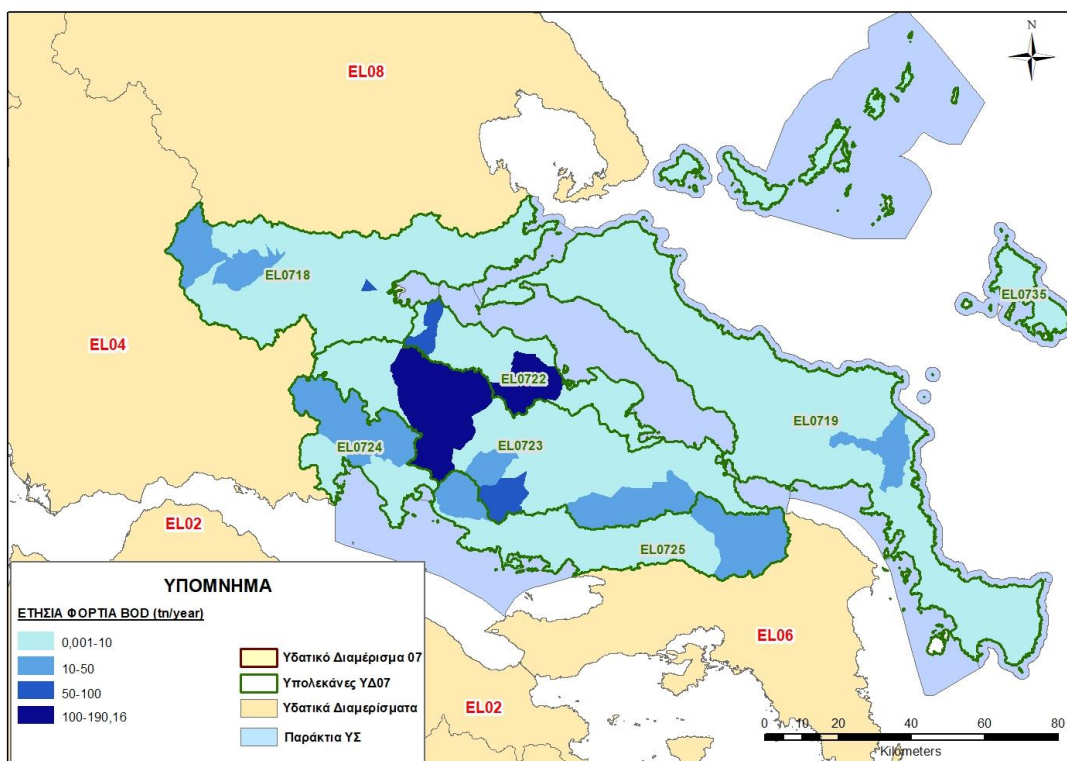 N
EL08
EL0718
EL0735
EL04
EL0722
EL0719
EL0723
EL0724
EL02
EL0725
EL06
EL02
ΥΠΟΜΝΗΜΑ
ΕΤΗΣΙΑ ΦΟΡΤΙΑ BOD (tn/year)
0,001-10
10-50
50-100
100-190,16
Υδατικό Διαμέρισμα 07
Υπολεκάνες ΥΔ07
Υδατικά Διαμερίσματα
Παράκτια ΥΣ
0 10 20 40 60 80
Kilometers